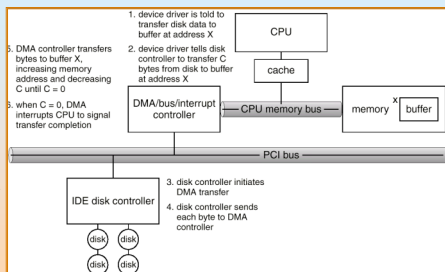 1. device driver is told to
transfer disk data to
buffer at address X
2. device driver tells disk
controller to transfer C
bytes from disk to buffer
at address X
5. DMA controller transfers
bytes to buffer X,
increasing memory
address and decreasing
C until C = 0
6. when C = 0, DMA
interrupts CPU to signal
transfer completion
CPU
cache
DMA/bus/interrupt
controller
CPU memory bus
memory
X
buffer
PCI bus
IDE disk controller
3. disk controller initiates
DMA transfer
4. disk controller sends
each byte to DMA
controller
disk
disk
disk
disk